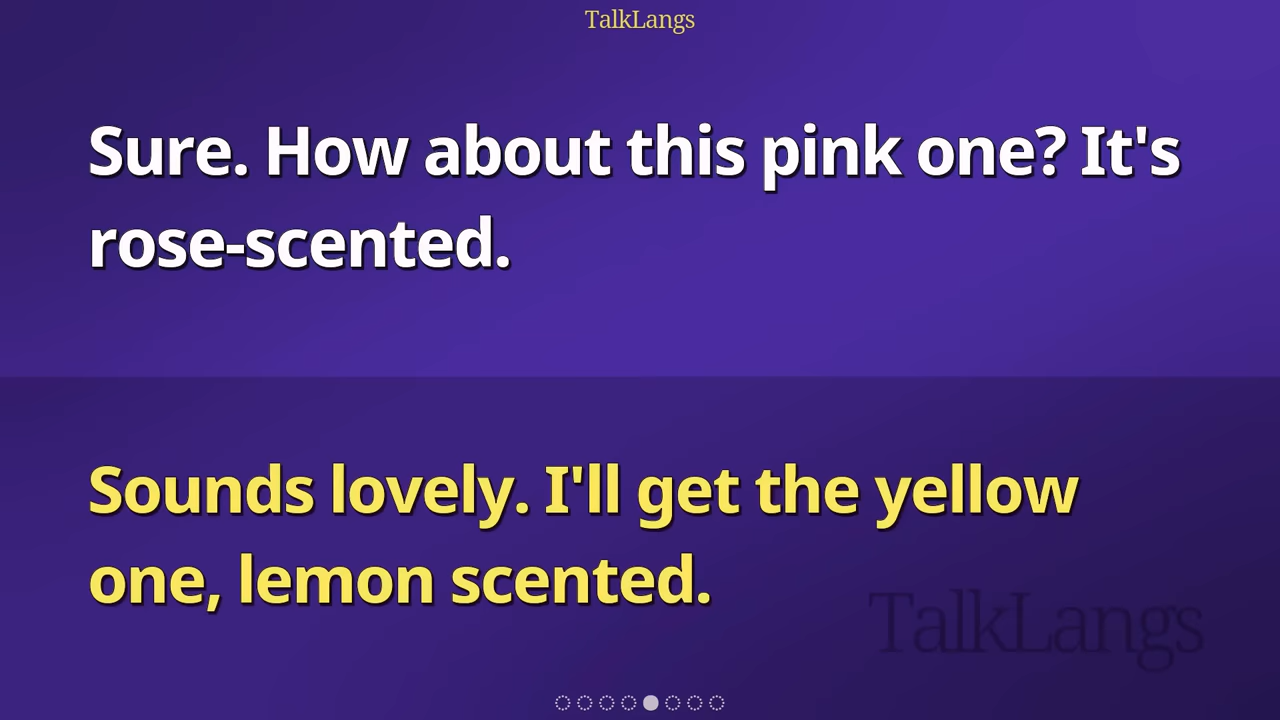 TalkLangs
Sure. How about this pink one? It's
rose-scented.
Sounds lovely. I'll get the yellow
one, lemon scented.
TalkLangs